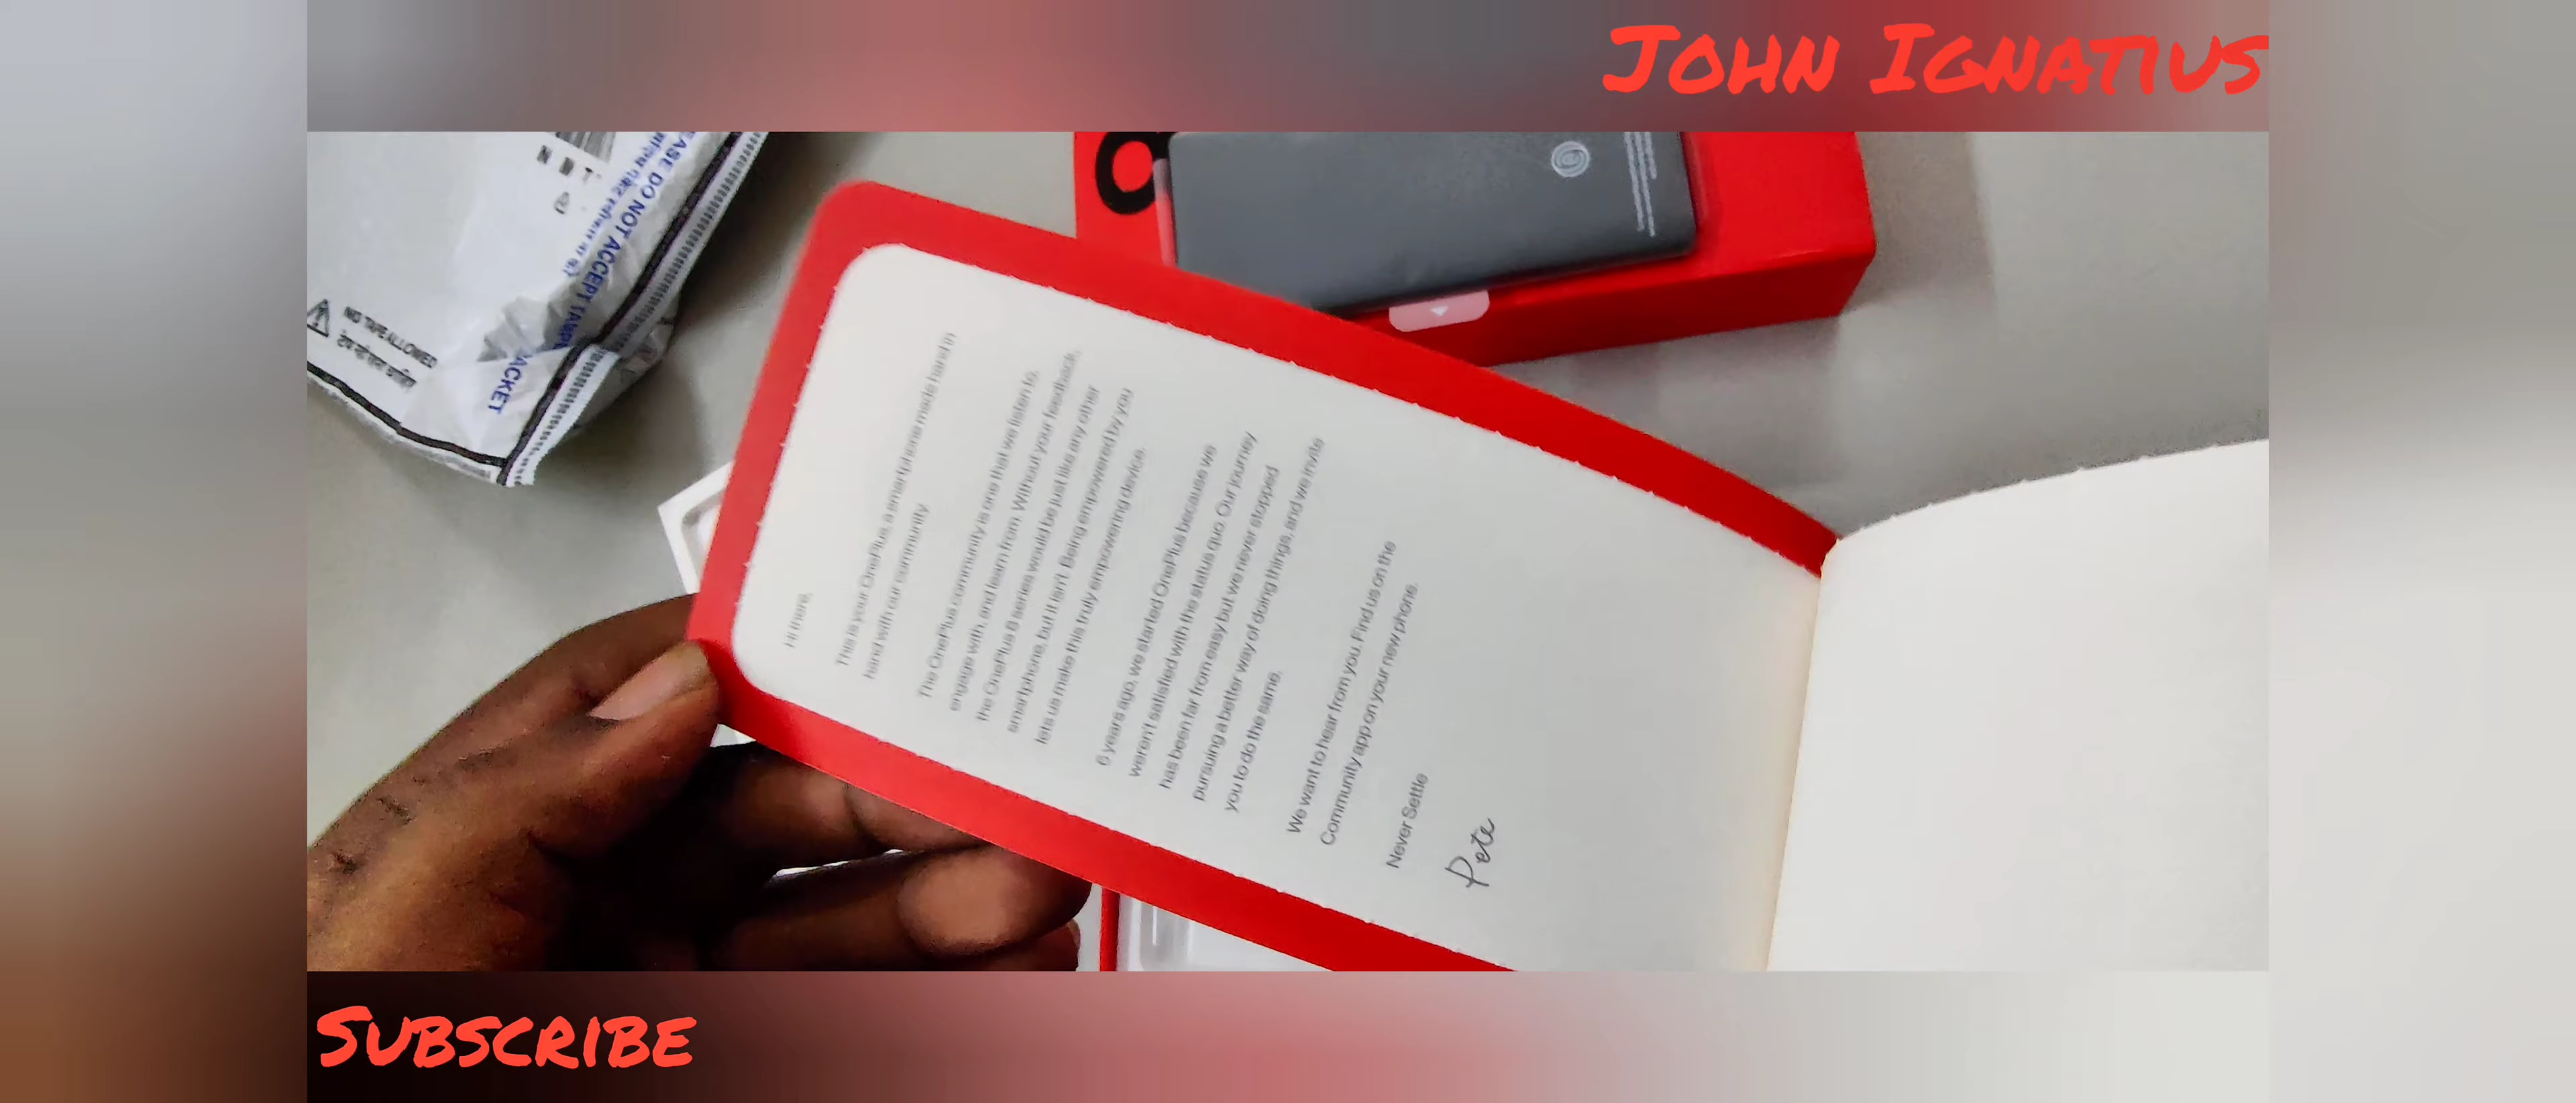 John Ignatius
Hi there,
This is your OnePlus, a smartphone made hand in
hand with our community.
The OnePlus community is one that we listen to,
engage with, and learn from. Without your feedback,
the OnePlus 8 series would be just like any other
smartphone, but it isn't. Being empowered by you
lets us make this truly empowering device.
6 years ago, we started OnePlus because we
weren't satisfied with the status quo. Our journey
has been far from easy but we never stopped
pursuing a better way of doing things, and we invite
you to do the same.
We want to hear from you. Find us on the
Community app on your new phone.
Never Settle
Pete
EASE DO NOT ACCEPT
ACKET
NO TAPE ALLOWED
Subscribe